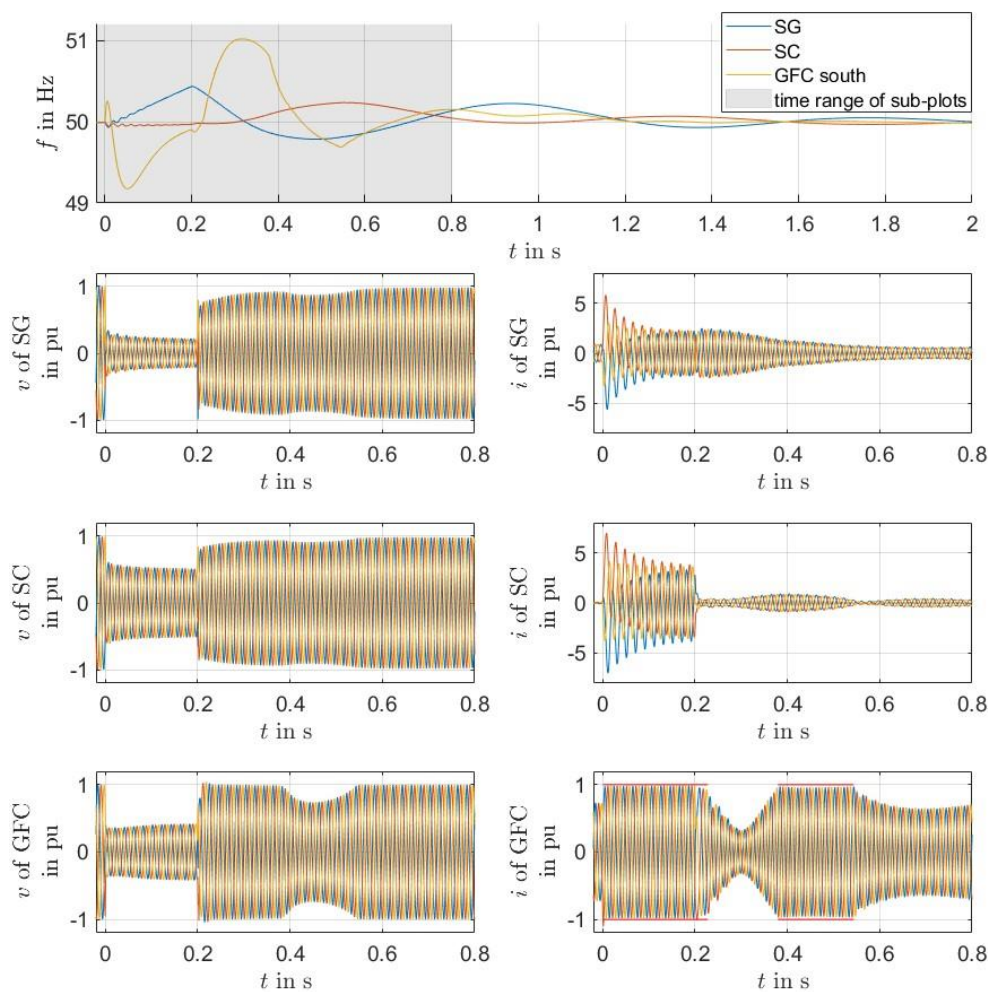 SG
SC
GFC south
time range of sub-plots
f in Hz
51
50
49
0
0.2
0.4
0.6
0.8
1
1.2
1.4
1.6
1.8
2
t in s
v of SG
in pu
1
0
-1
0
0.2
0.4
0.6
0.8
t in s
i of SG
in pu
5
0
-5
0
0.2
0.4
0.6
0.8
t in s
v of SC
in pu
1
0
-1
0
0.2
0.4
0.6
0.8
t in s
i of SC
in pu
5
0
-5
0
0.2
0.4
0.6
0.8
t in s
v of GFC
in pu
1
0
-1
0
0.2
0.4
0.6
0.8
t in s
i of GFC
in pu
1
0
-1
0
0.2
0.4
0.6
0.8
t in s